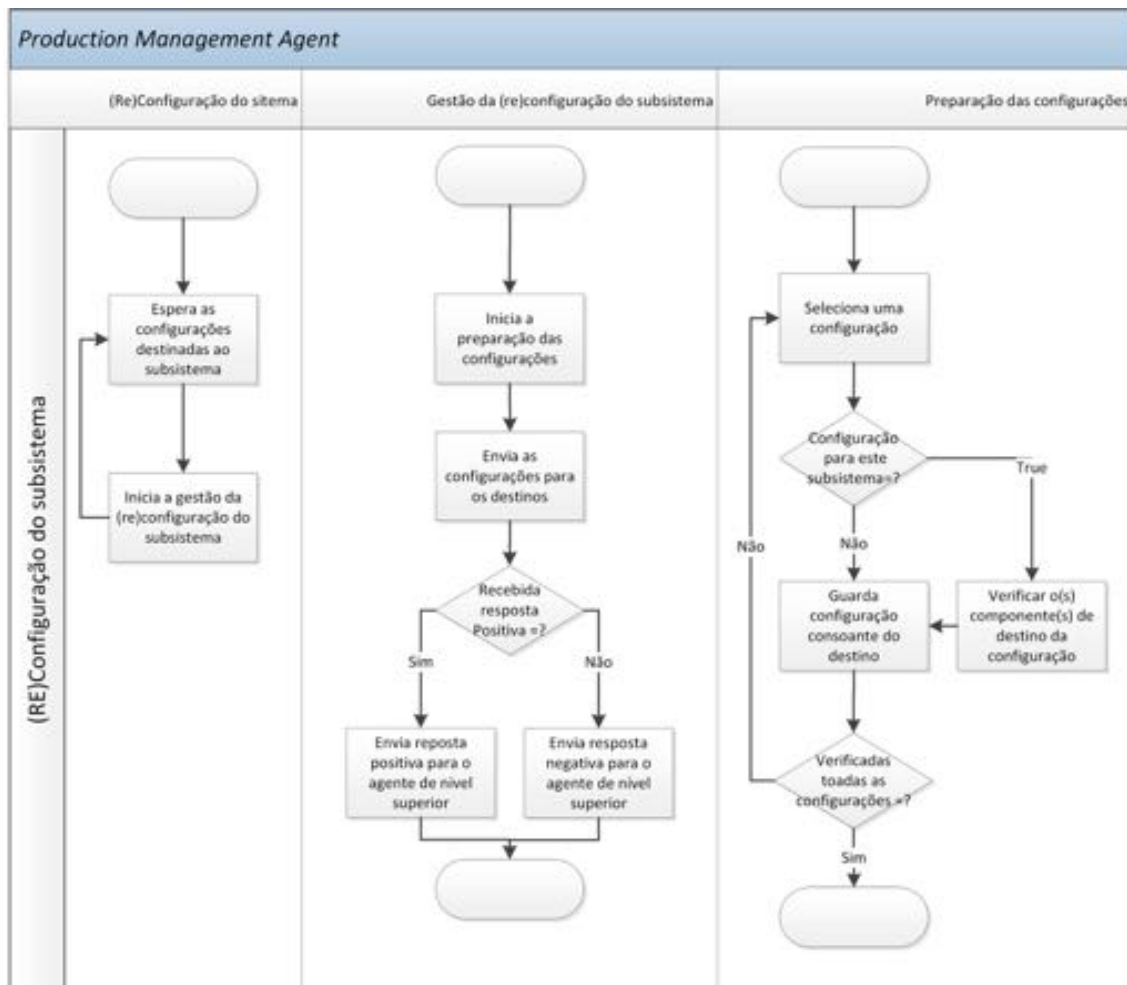 Production Management Agent
(Re)Configuração do sitema
Gestão da (re)configuração do subsistema
Preparação das configurações
(RE)Configuração do subsistema
Espera as
configurações
destinadas ao
subsistema
Inicia a gestão da
(re)configuração do
subsistema
Inicia a
preparação das
configurações
Envia as
configurações para
os destinos
Recebida
resposta
Positiva =?
Sim
Não
Envia reposta
positiva para o
agente de nivel
superior
Envia resposta
negativa para o
agente de nivel
superior
Seleciona uma
configuração
Configuração
para este
subsistema=?
True
Não
Não
Guarda
configuração
consoante do
destino
Verificar o(s)
componente(s) de
destino da
configuração
Verificadas
toadas as
configurações =?
Sim